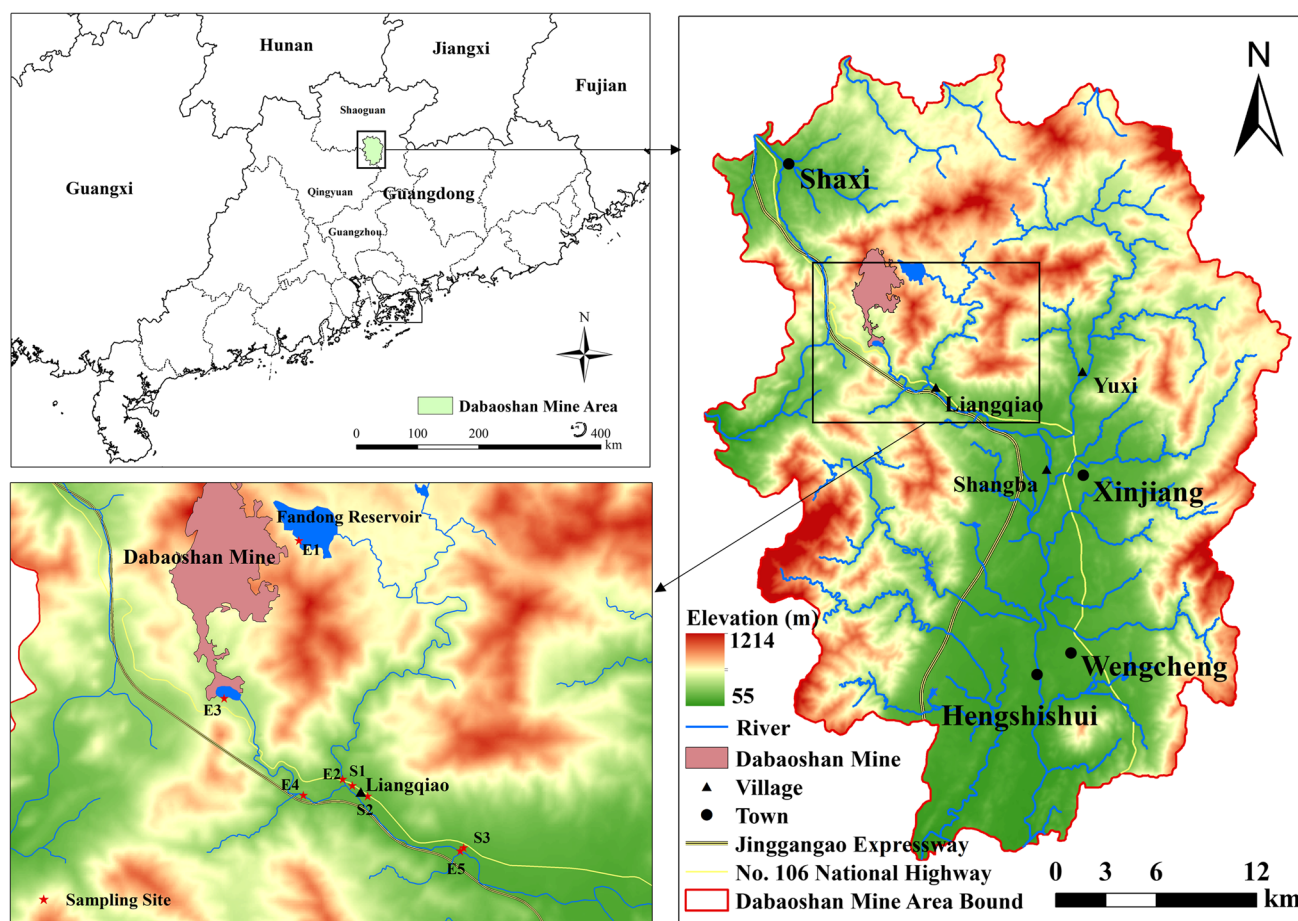 Hunan
Jiangxi
Fujian
Shaoguan
Guangxi
Qingyuan
Guangdong
Guangzhou
N
Dabaoshan Mine Area
0 100 200 400
km
N
Shaxi
Yuxi
Liangqiao
Shangba
Xinjiang
Wengcheng
Hengshishui
Elevation (m)
1214
55
River
Dabaoshan Mine
Village
Town
Jinggangao Expressway
No. 106 National Highway
Dabaoshan Mine Area Bound
0 3 6 12
km
Fandong Reservoir
E1
Dabaoshan Mine
E3
E2
S1
Liangqiao
E4
S2
S3
E5
Sampling Site